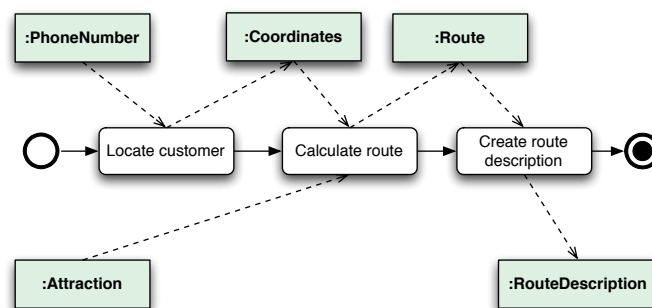 :PhoneNumber
:Coordinates
:Route
Locate customer
Calculate route
Create route
description
:Attraction
:RouteDescription